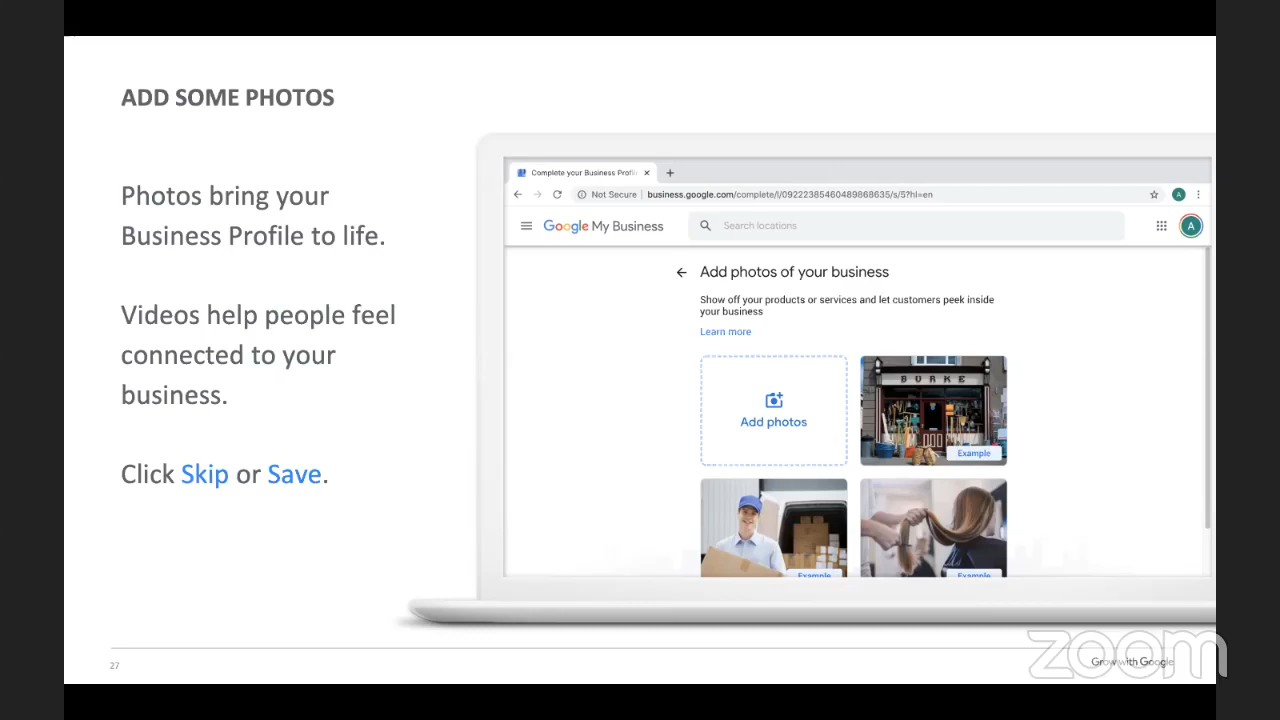 ADD SOME PHOTOS
Photos bring your
Business Profile to life.
Videos help people feel
connected to your
business.
Click Skip or Save.
Complete your Business Profil
Not Secure
business.google.com/complete/l/09222385460489868635/s/5?hl=en
A
Google My Business
Search locations
A
Add photos of your business
Show off your products or services and let customers peek inside
your business
Learn more
Add photos
BURKE
Example
Example
Example
27
Grow with Google
zoom